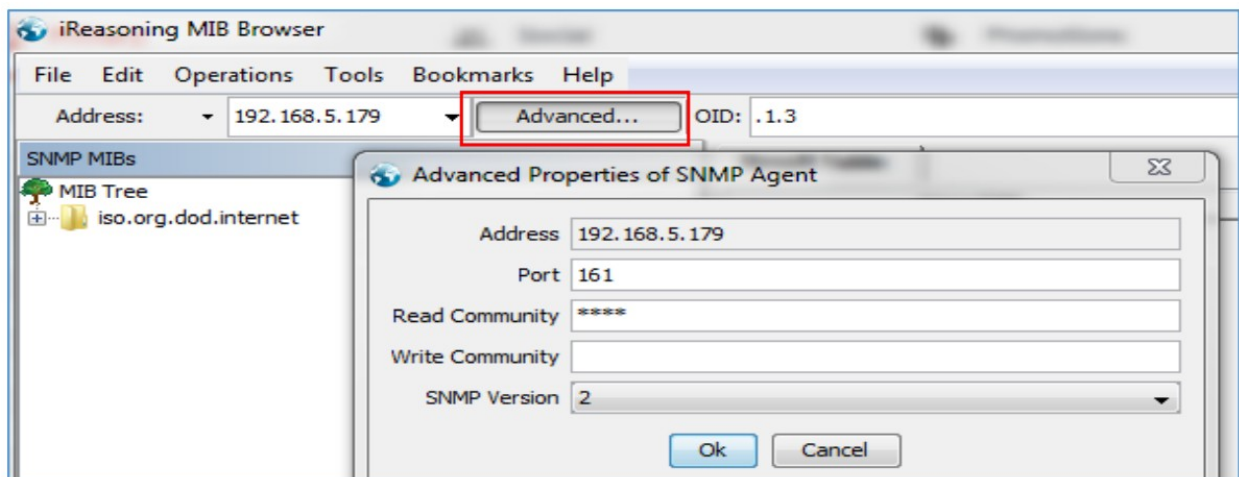 iReasoning MIB Browser
File Edit Operations Tools Bookmarks Help
Address: 192.168.5.179 Advanced... OID: .1.3
SNMP MIBs
MIB Tree
iso.org.dod.internet
Advanced Properties of SNMP Agent
Address 192.168.5.179
Port 161
Read Community ****
Write Community
SNMP Version 2
Ok Cancel